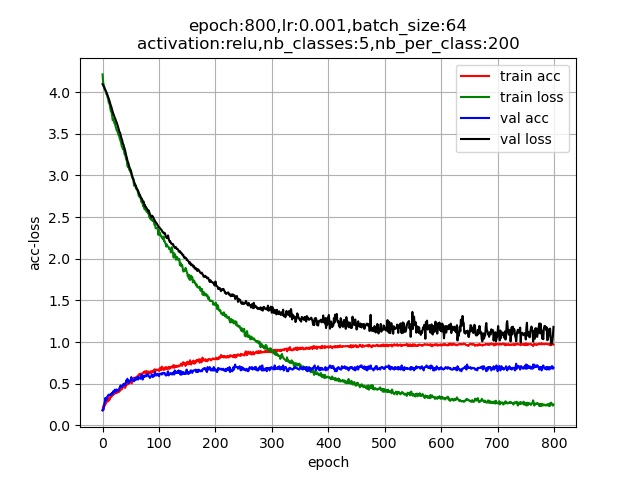 epoch:800,lr:0.001,batch_size:64
activation:relu,nb_classes:5,nb_per_class:200
train acc
train loss
val acc
val loss
4.0
3.5
3.0
2.5
2.0
1.5
1.0
0.5
0.0
acc-loss
0 100 200 300 400 500 600 700 800
epoch